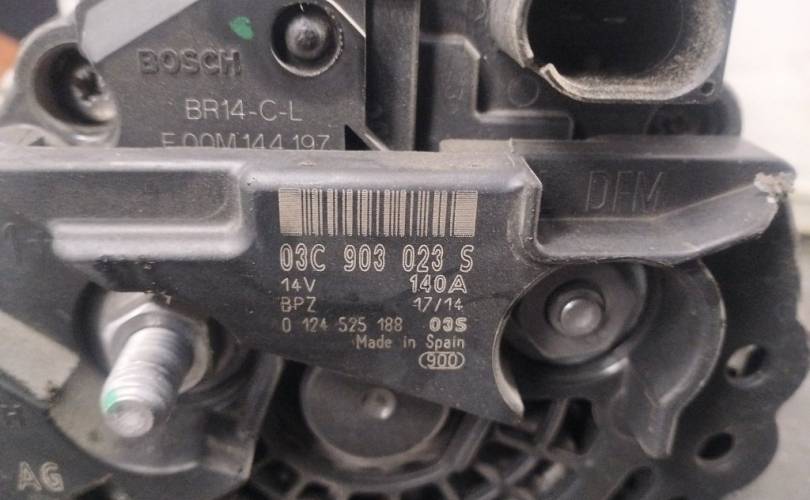 BOSCH
BR14-C-L
F 00M 144 197
DFM
03C 903 023 S
14V 140A
BPZ 17/14
0 124 525 188 03S
Made in Spain
900
AG